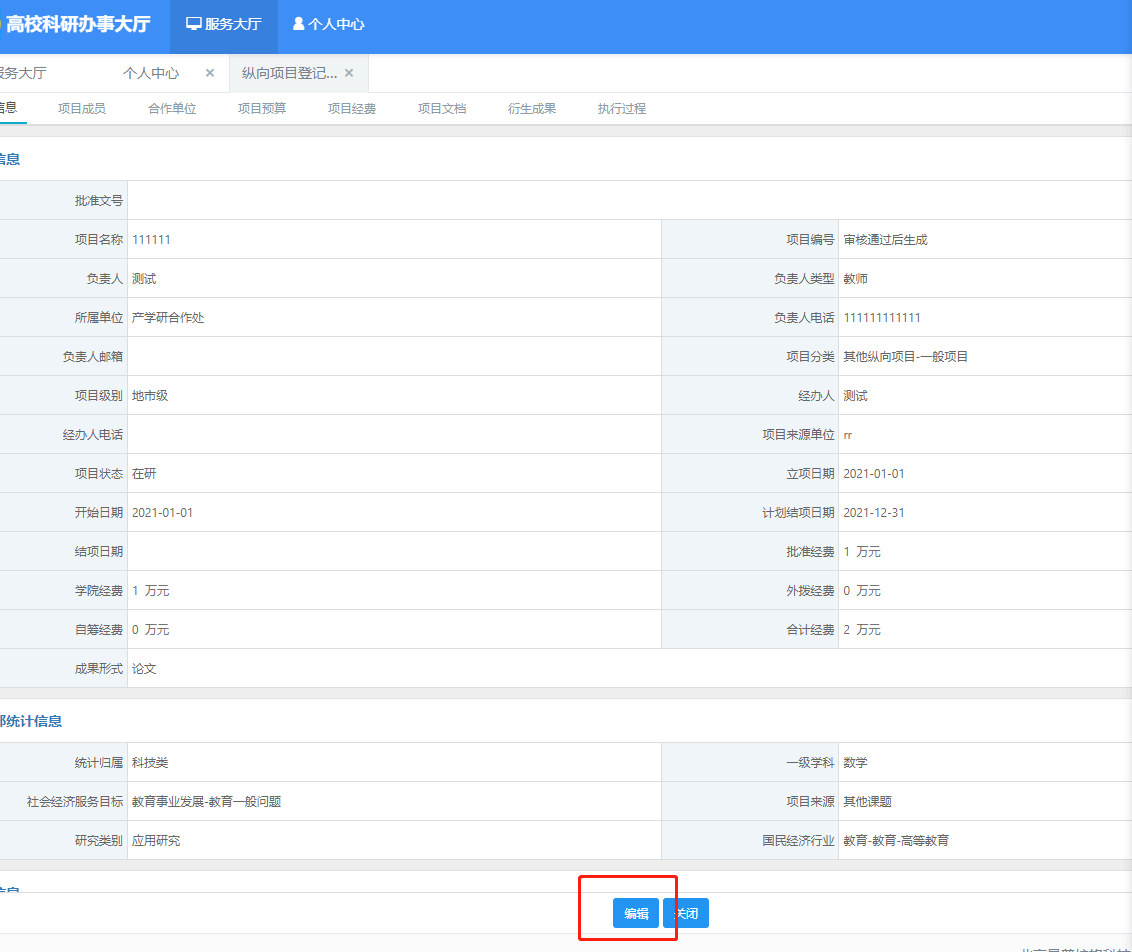 高校科研办事大厅 服务大厅 个人中心
服务大厅 个人中心 × 纵向项目登记... ×
信息 项目成员 合作单位 项目预算 项目经费 项目文档 衍生成果 执行过程
信息
批准文号
项目名称 111111 项目编号 审核通过后生成
负责人 测试 负责人类型 教师
所属单位 产学研合作处 负责人电话 111111111111
负责人邮箱 项目分类 其他纵向项目-一般项目
项目级别 地市级 经办人 测试
经办人电话 项目来源单位 rr
项目状态 在研 立项日期 2021-01-01
开始日期 2021-01-01 计划结项日期 2021-12-31
结项日期 批准经费 1 万元
学院经费 1 万元 外拨经费 0 万元
自筹经费 0 万元 合计经费 2 万元
成果形式 论文
部统计信息
统计归属 科技类 一级学科 数学
社会经济服务目标 教育事业发展-教育一般问题 项目来源 其他课题
研究类别 应用研究 国民经济行业 教育-教育-高等教育
信息
编辑 关闭